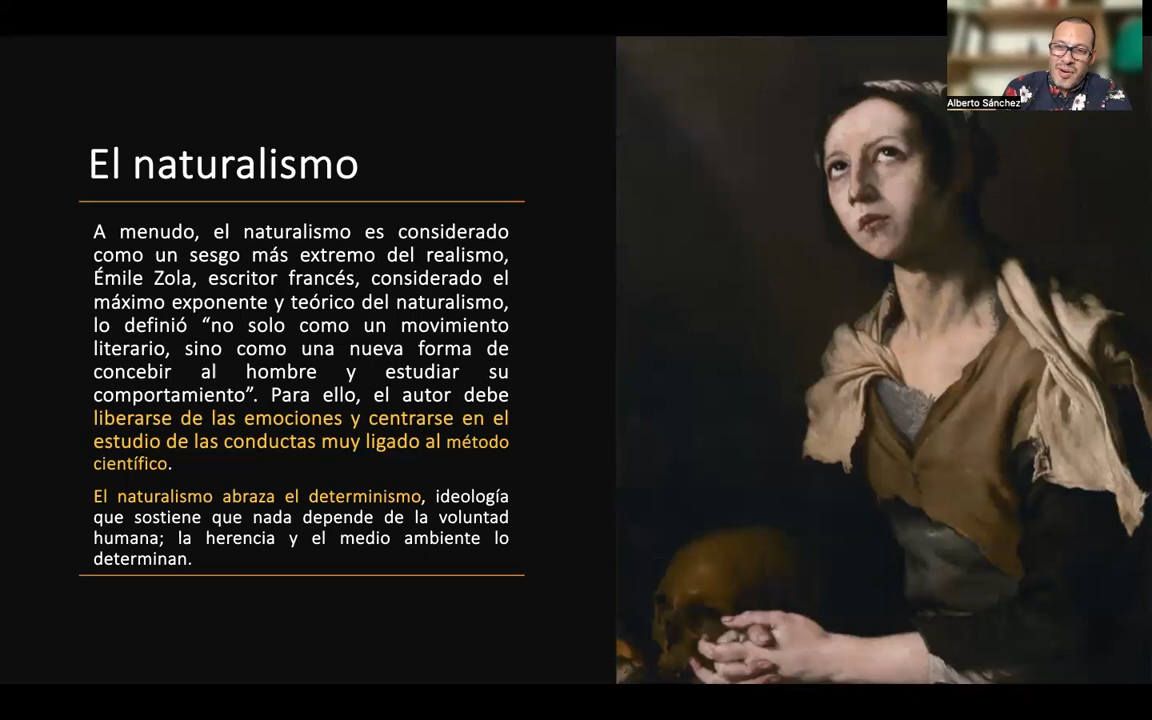 Alberto Sánchez
El naturalismo
A menudo, el naturalismo es considerado
como un sesgo más extremo del realismo,
Émile Zola, escritor francés, considerado el
máximo exponente y teórico del naturalismo,
lo definió “no solo como un movimiento
literario, sino como una nueva forma de
concebir al hombre y estudiar su
comportamiento”. Para ello, el autor debe
liberarse de las emociones y centrarse en el
estudio de las conductas muy ligado al método
científico.
El naturalismo abraza el determinismo, ideología
que sostiene que nada depende de la voluntad
humana; la herencia y el medio ambiente lo
determinan.